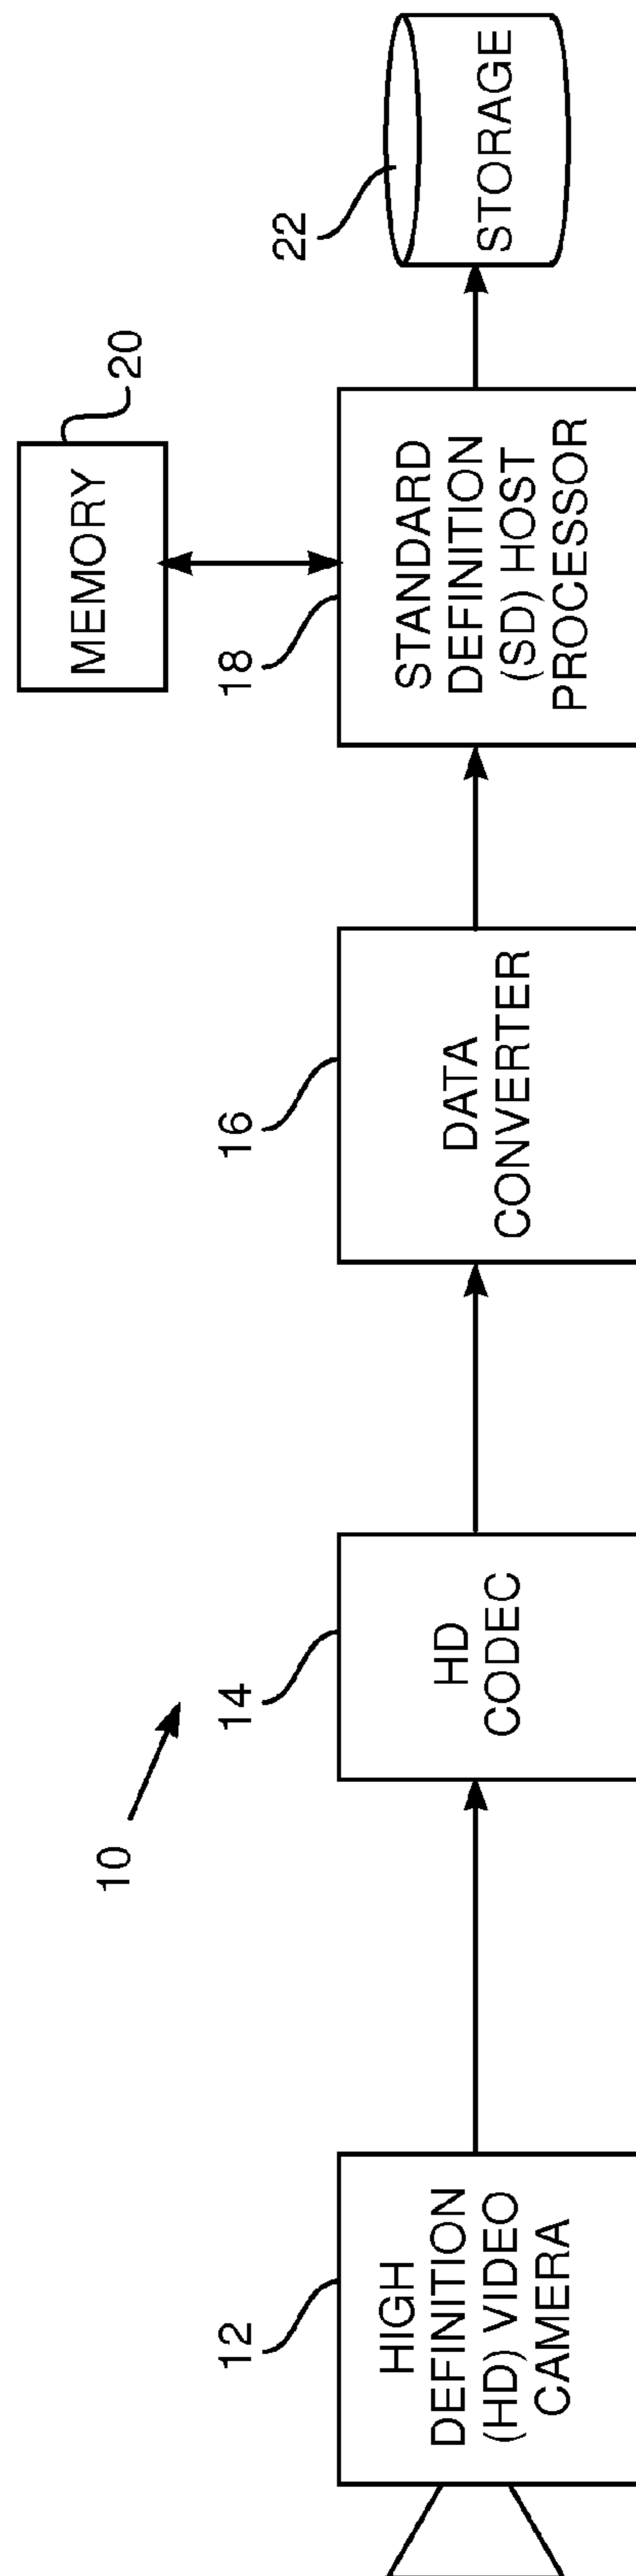 10
12
HIGH
DEFINITION
(HD) VIDEO
CAMERA
14
HD
CODEC
16
DATA
CONVERTER
18
STANDARD
DEFINITION
(SD) HOST
PROCESSOR
MEMORY
20
22
STORAGE